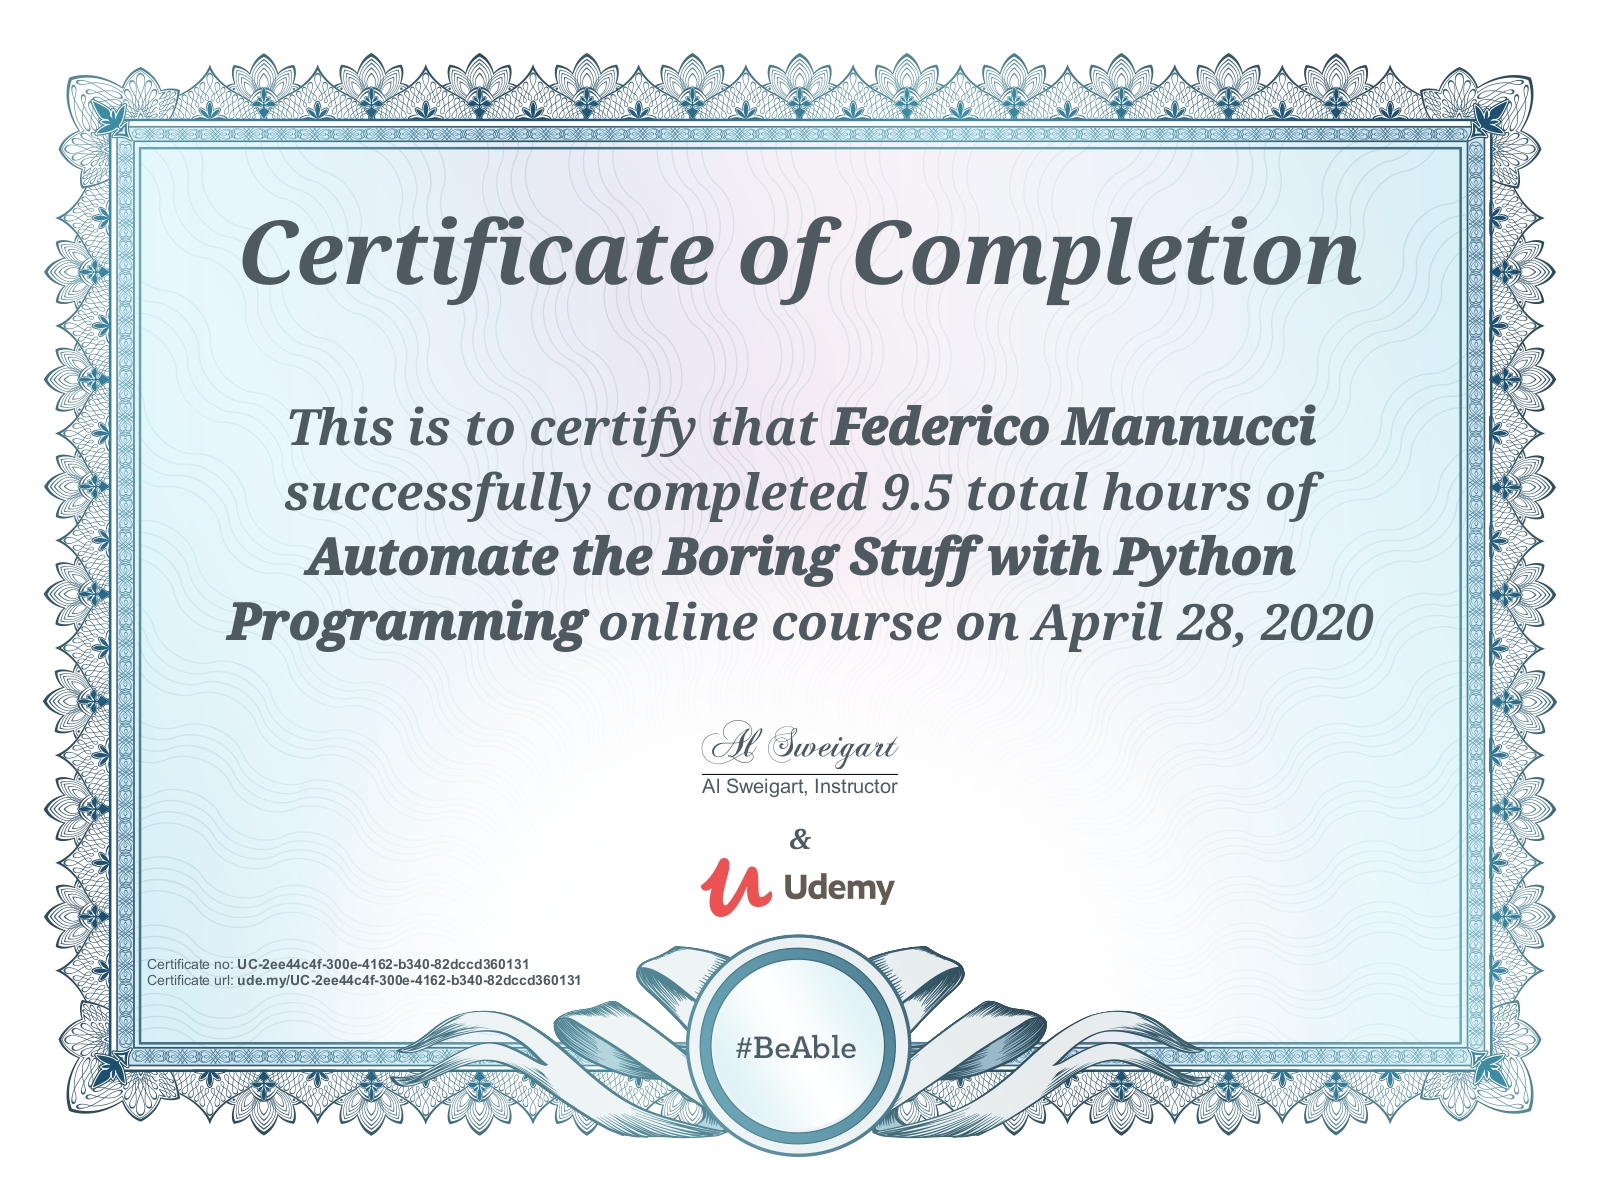 Certificate of Completion
This is to certify that Federico Mannucci
successfully completed 9.5 total hours of
Automate the Boring Stuff with Python
Programming online course on April 28, 2020
Al Sweigart
Al Sweigart, Instructor
&
Udemy
Certificate no: UC-2ee44c4f-300e-4162-b340-82dccd360131
Certificate url: ude.my/UC-2ee44c4f-300e-4162-b340-82dccd360131
#BeAble